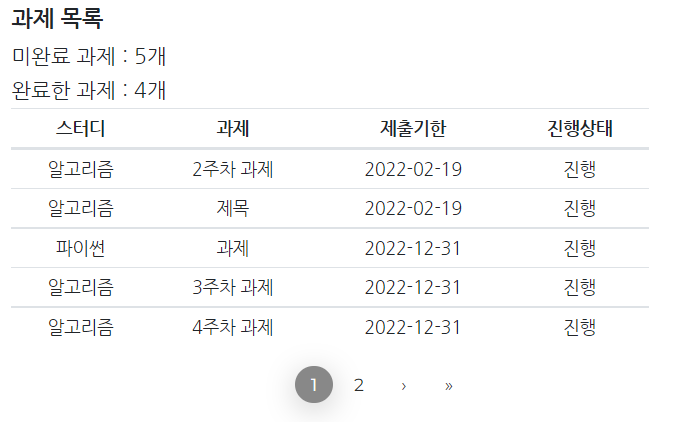 과제 목록
미완료 과제 : 5개
완료한 과제 : 4개
스터디 과제 제출기한 진행상태
알고리즘 2주차 과제 2022-02-19 진행
알고리즘 제목 2022-02-19 진행
파이썬 과제 2022-12-31 진행
알고리즘 3주차 과제 2022-12-31 진행
알고리즘 4주차 과제 2022-12-31 진행
1 2 › »